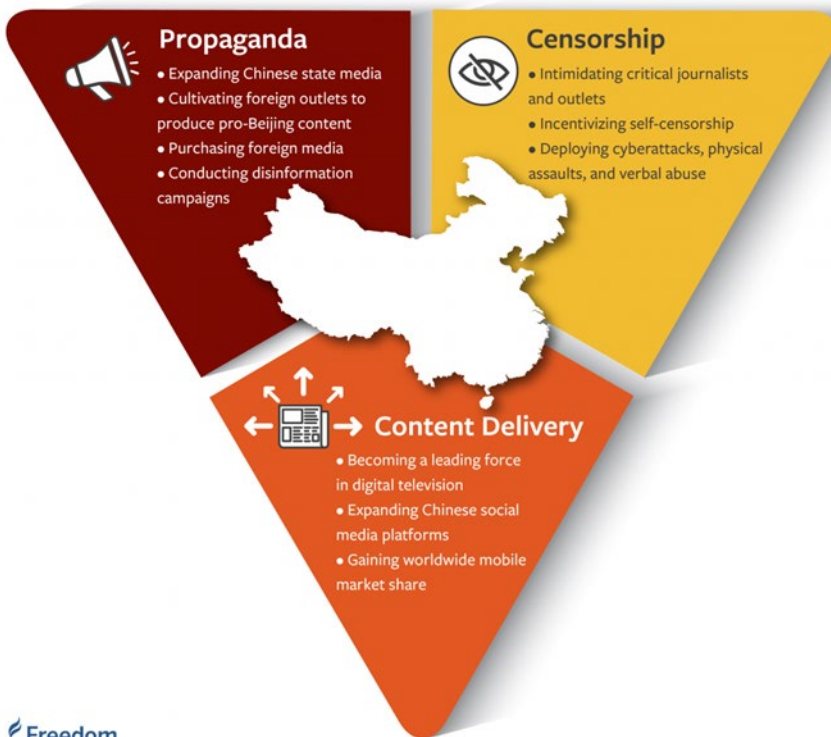 Propaganda
• Expanding Chinese state media
• Cultivating foreign outlets to
produce pro-Beijing content
• Purchasing foreign media
• Conducting disinformation
campaigns
Censorship
• Intimidating critical journalists
and outlets
• Incentivizing self-censorship
• Deploying cyberattacks, physical
assaults, and verbal abuse
Content Delivery
• Becoming a leading force
in digital television
• Expanding Chinese social
media platforms
• Gaining worldwide mobile
market share
Freedom